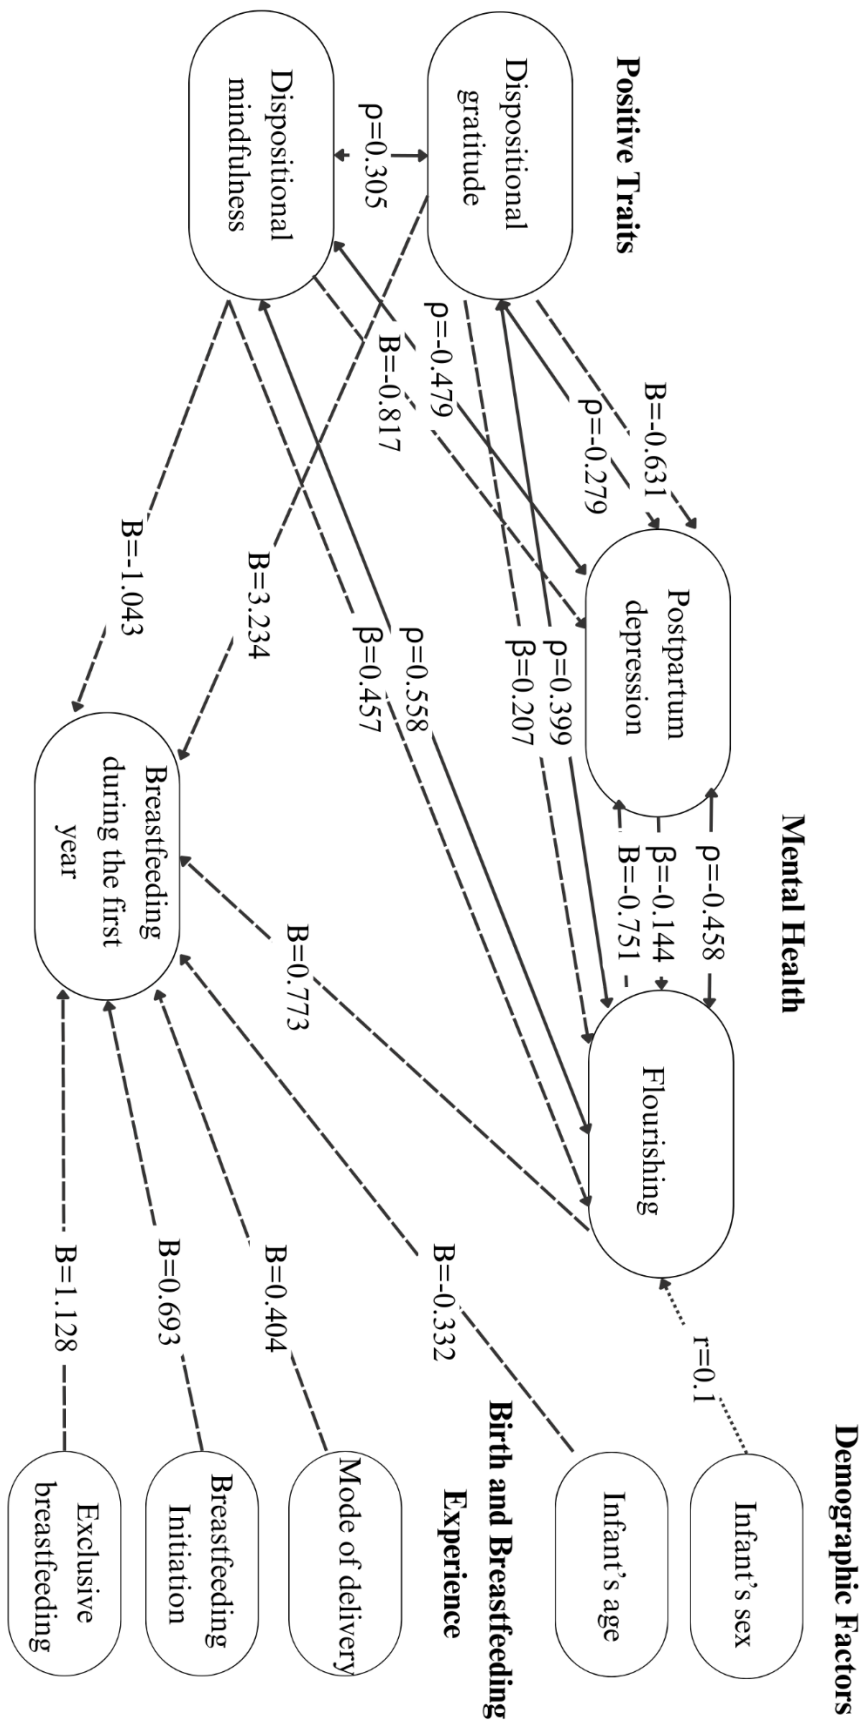 Positive Traits
Dispositional
gratitude
Dispositional
mindfulness
ρ=0.305
Mental Health
Postpartum
depression
Flourishing
Breastfeeding
during the first
year
B=-0.631
ρ=-0.279
ρ=-0.479
B=-0.817
ρ=0.399
β=0.207
ρ=0.558
β=0.457
B=3.234
B=-1.043
ρ=-0.458
β=-0.144
B=-0.751
B=0.773
r=0.1
B=-0.332
B=0.404
B=0.693
B=1.128
Demographic Factors
Infant’s sex
Infant’s age
Birth and Breastfeeding
Experience
Mode of delivery
Breastfeeding
Initiation
Exclusive
breastfeeding